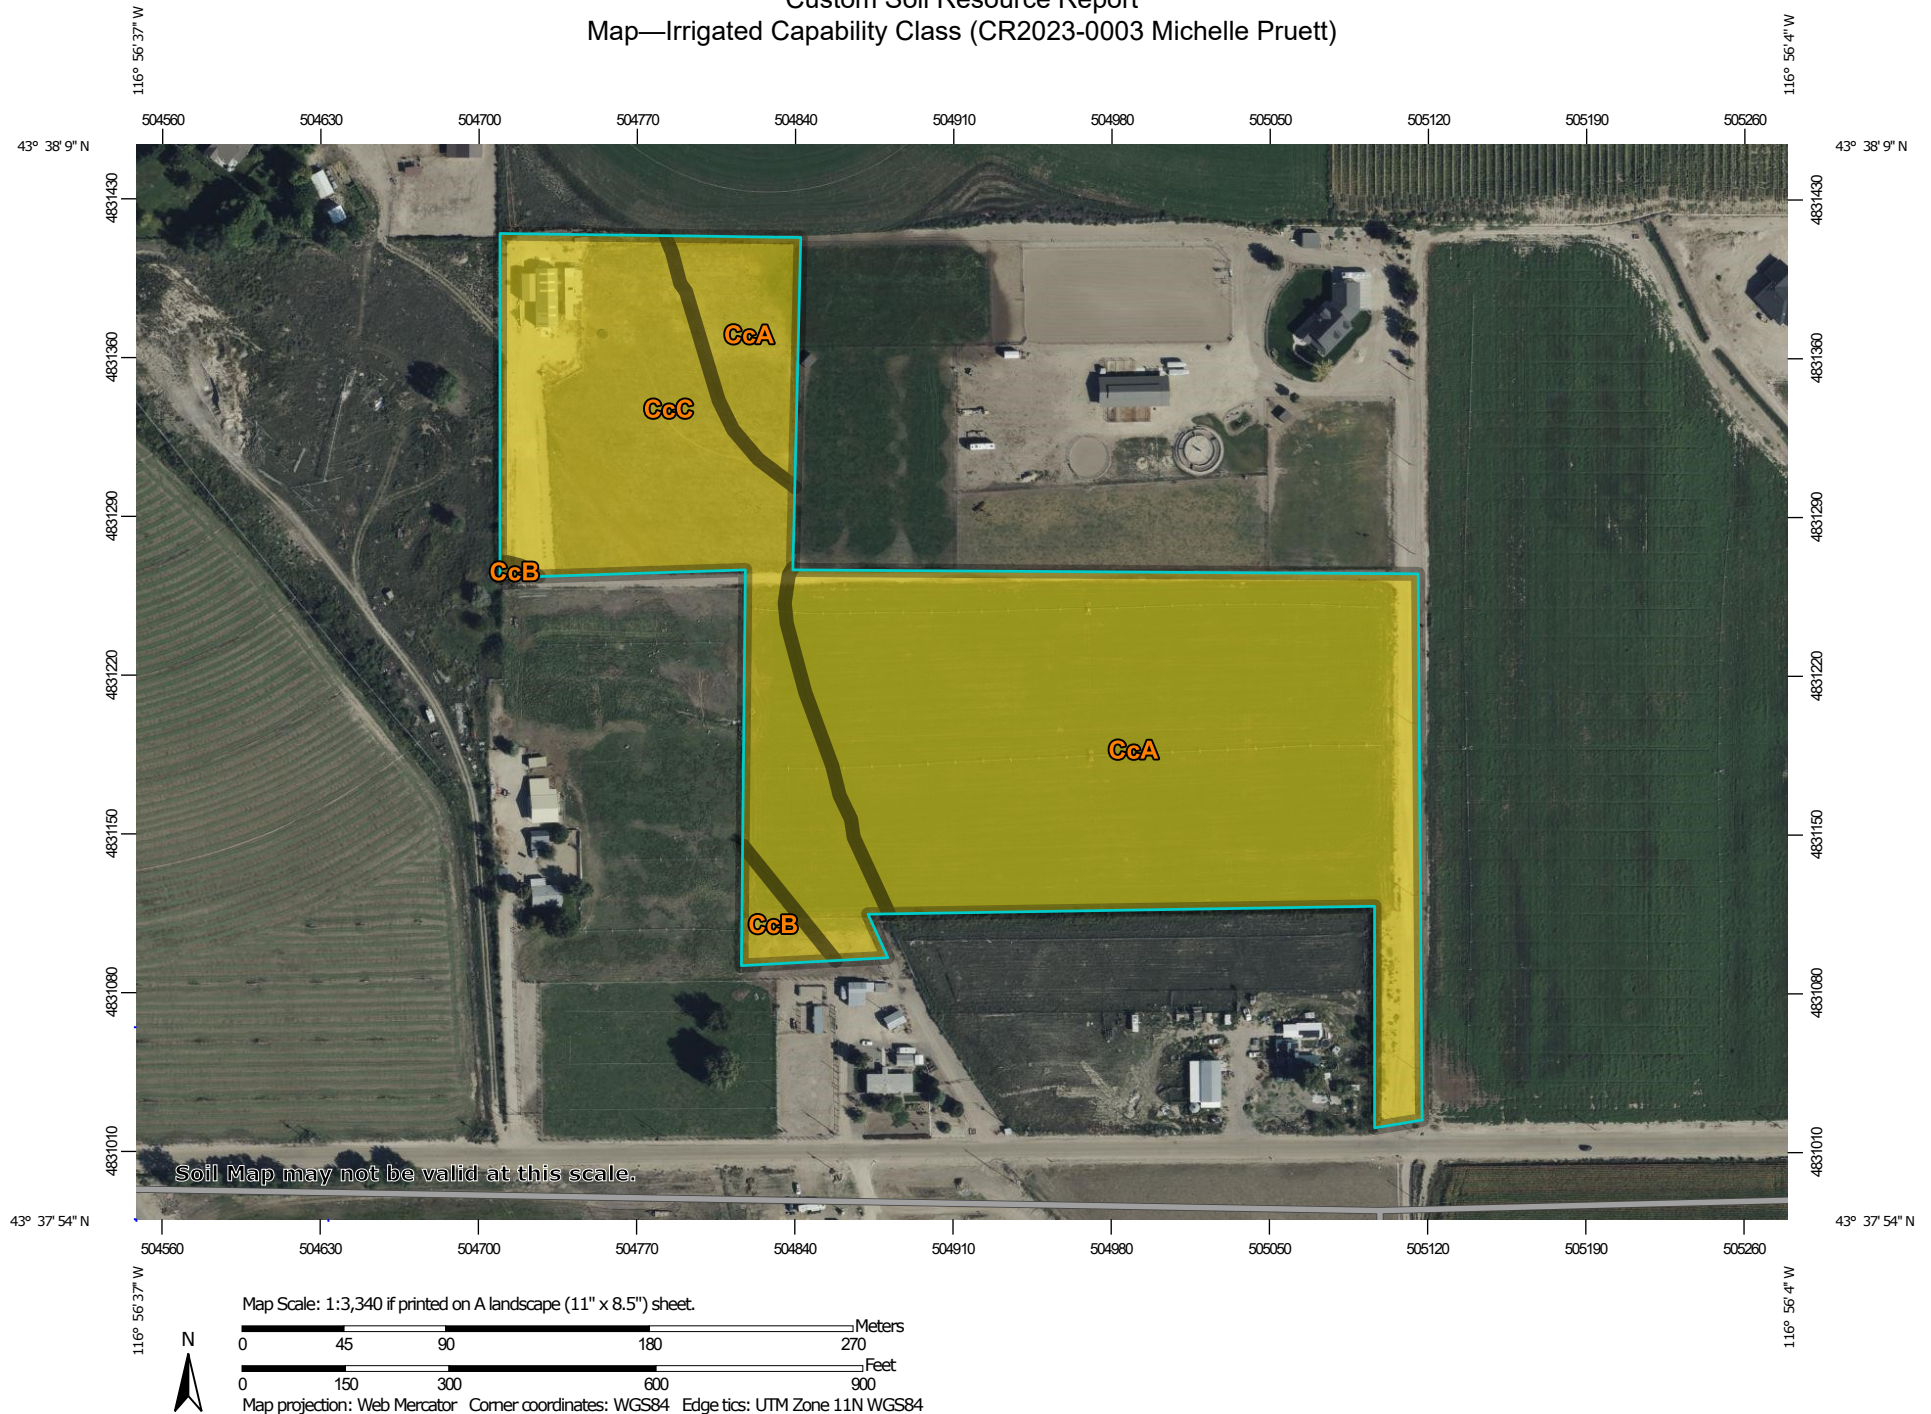 Custom Soil Resource Report
Map—Irrigated Capability Class (CR2023-0003 Michelle Pruett)
116° 56' 37" W
116° 56' 4" W
504560 504630 504700 504770 504840 504910 504980 505050 505120 505190 505260
43° 38' 9" N
43° 38' 9" N
4831430
4831430
CcA
4831360
4831360
CcC
4831290
4831290
CcB
4831220
4831220
CcA
4831150
4831150
CcB
4831080
4831080
4831010
4831010
Soil Map may not be valid at this scale.
43° 37' 54" N
43° 37' 54" N
504560 504630 504700 504770 504840 504910 504980 505050 505120 505190 505260
116° 56' 37" W
116° 56' 4" W
Map Scale: 1:3,340 if printed on A landscape (11" x 8.5") sheet.
N
Meters
0 45 90 180 270
Feet
0 150 300 600 900
Map projection: Web Mercator Corner coordinates: WGS84 Edge tics: UTM Zone 11N WGS84